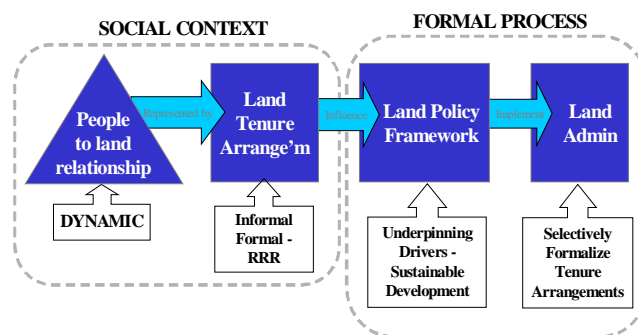 SOCIAL CONTEXT
FORMAL PROCESS
People
to land
relationship
Represented by
Land
Tenure
Arrange'm
Influence
Land Policy
Framework
Implement
Land
Admin
DYNAMIC
Informal
Formal -
RRR
Underpinning
Drivers -
Sustainable
Development
Selectively
Formalize
Tenure
Arrangements